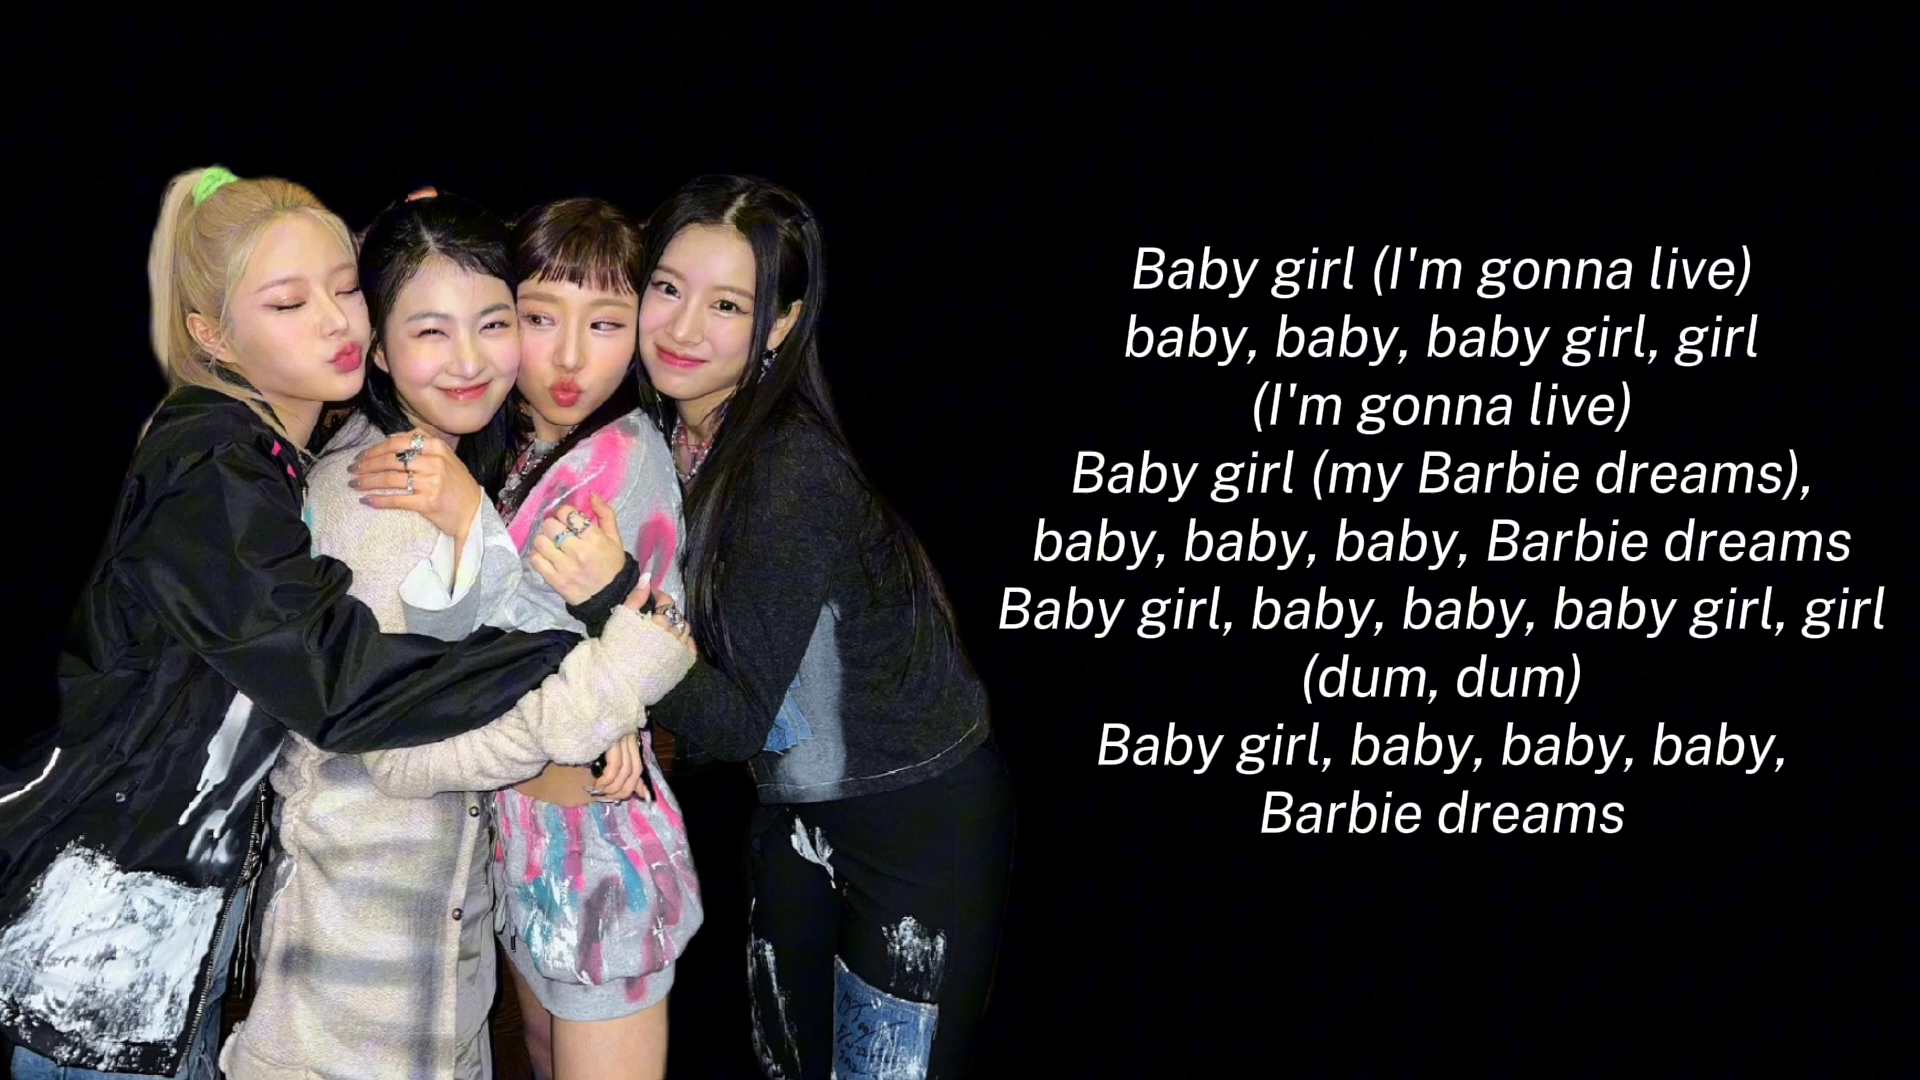 Baby girl (I'm gonna live)
baby, baby, baby girl, girl
(I'm gonna live)
Baby girl (my Barbie dreams),
baby, baby, baby, Barbie dreams
Baby girl, baby, baby, baby girl, girl
(dum, dum)
Baby girl, baby, baby, baby,
Barbie dreams